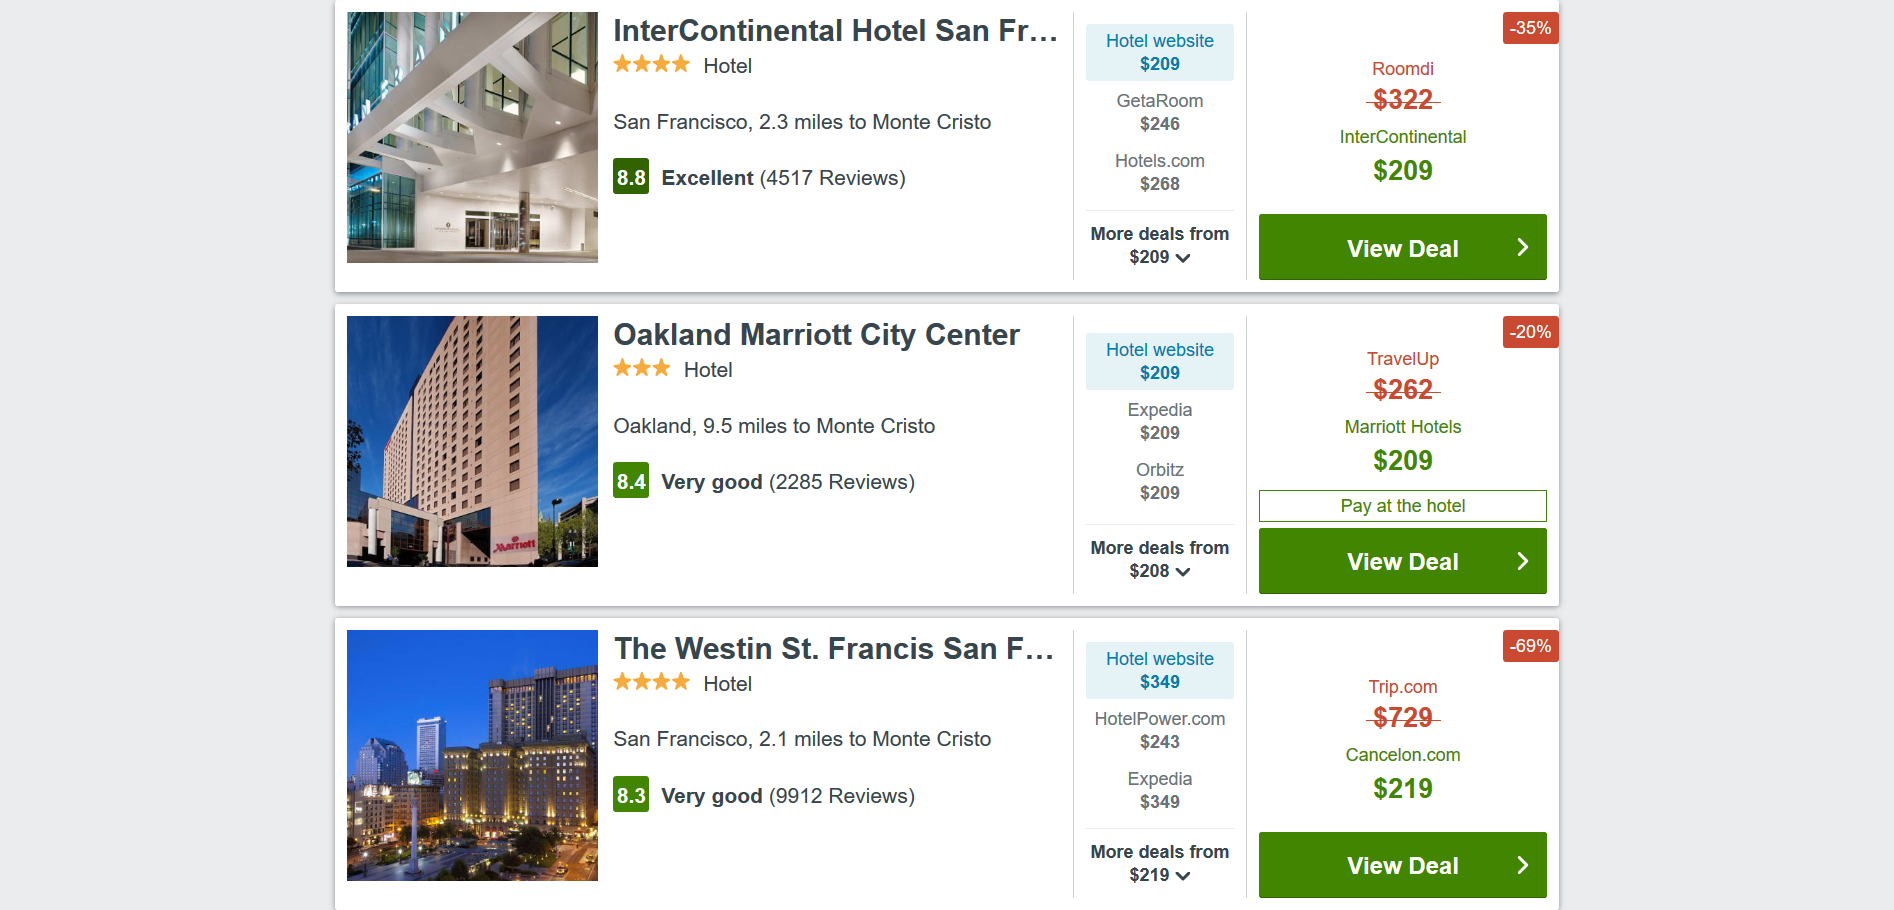 InterContinental Hotel San Fr...
Hotel
San Francisco, 2.3 miles to Monte Cristo
8.8 Excellent (4517 Reviews)
Hotel website
$209
GetaRoom
$246
Hotels.com
$268
More deals from
$209
-35%
Roomdi
$322
InterContinental
$209
View Deal
Oakland Marriott City Center
Hotel
Oakland, 9.5 miles to Monte Cristo
8.4 Very good (2285 Reviews)
Marriott
Hotel website
$209
Expedia
$209
Orbitz
$209
More deals from
$208
-20%
TravelUp
$262
Marriott Hotels
$209
Pay at the hotel
View Deal
The Westin St. Francis San F...
Hotel
San Francisco, 2.1 miles to Monte Cristo
8.3 Very good (9912 Reviews)
Hotel website
$349
HotelPower.com
$243
Expedia
$349
More deals from
$219
-69%
Trip.com
$729
Cancelon.com
$219
View Deal